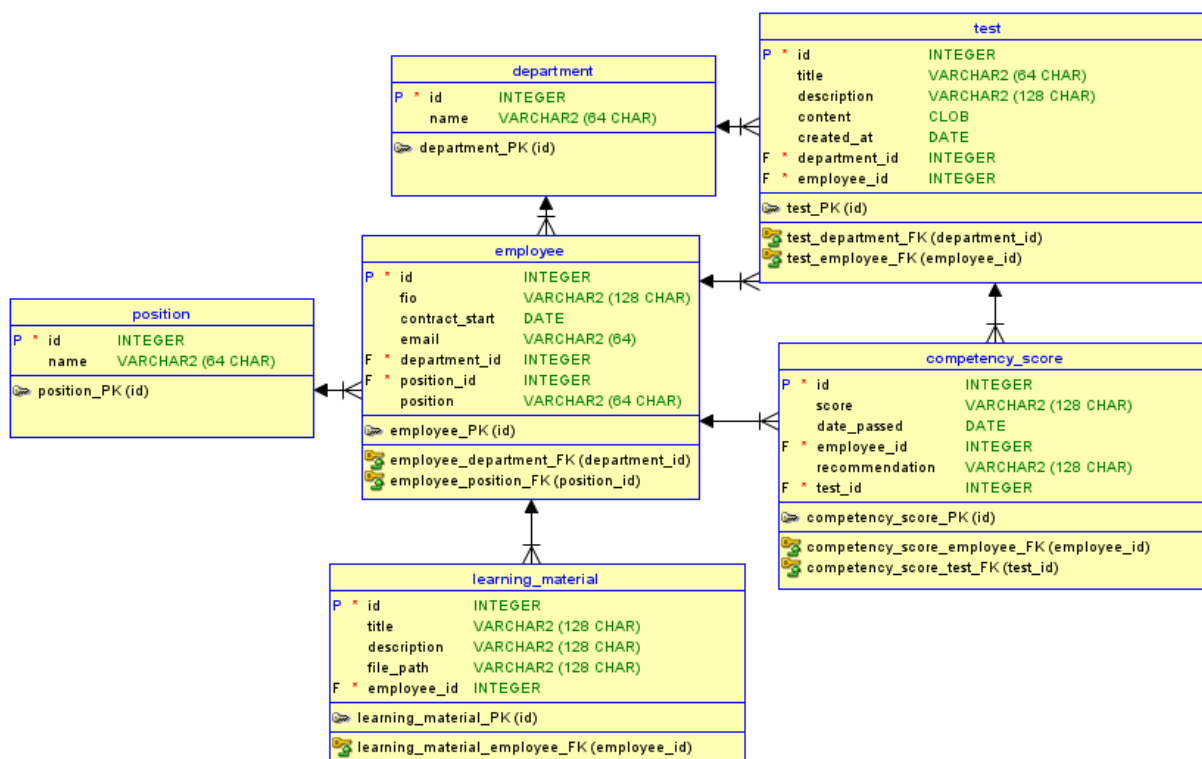 test
P * id INTEGER
title VARCHAR2 (64 CHAR)
description VARCHAR2 (128 CHAR)
content CLOB
created_at DATE
F * department_id INTEGER
F * employee_id INTEGER
test_PK (id)
test_department_FK (department_id)
test_employee_FK (employee_id)
department
P * id INTEGER
name VARCHAR2 (64 CHAR)
department_PK (id)
employee
P * id INTEGER
fio VARCHAR2 (128 CHAR)
contract_start DATE
email VARCHAR2 (64)
F * department_id INTEGER
F * position_id INTEGER
position VARCHAR2 (64 CHAR)
employee_PK (id)
employee_department_FK (department_id)
employee_position_FK (position_id)
position
P * id INTEGER
name VARCHAR2 (64 CHAR)
position_PK (id)
competency_score
P * id INTEGER
score VARCHAR2 (128 CHAR)
date_passed DATE
F * employee_id INTEGER
recommendation VARCHAR2 (128 CHAR)
F * test_id INTEGER
competency_score_PK (id)
competency_score_employee_FK (employee_id)
competency_score_test_FK (test_id)
learning_material
P * id INTEGER
title VARCHAR2 (128 CHAR)
description VARCHAR2 (128 CHAR)
file_path VARCHAR2 (128 CHAR)
F * employee_id INTEGER
learning_material_PK (id)
learning_material_employee_FK (employee_id)